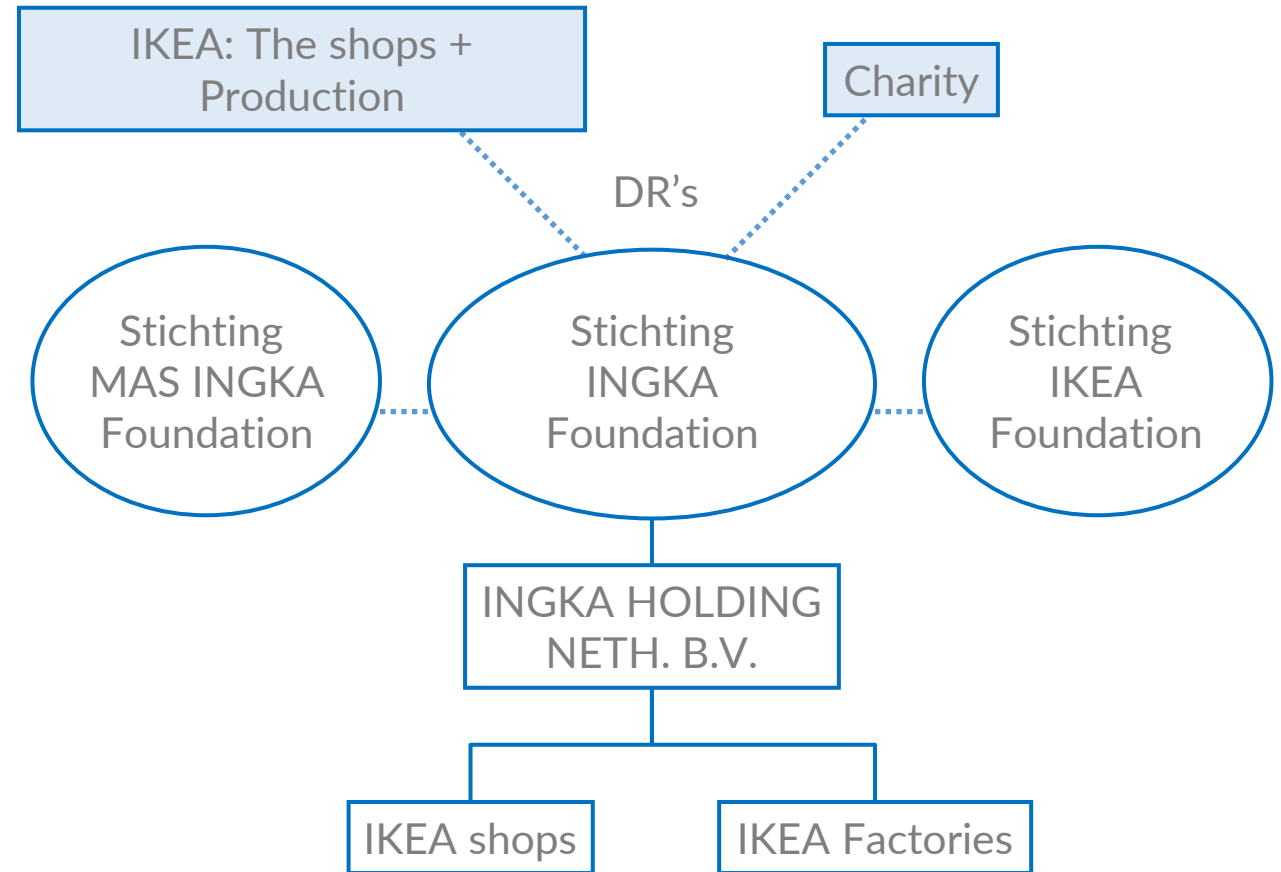 IKEA: The shops +
Production
Charity
DR’s
Stichting
MAS INGKA
Foundation
Stichting
INGKA
Foundation
Stichting
IKEA
Foundation
INGKA HOLDING
NETH. B.V.
IKEA shops
IKEA Factories